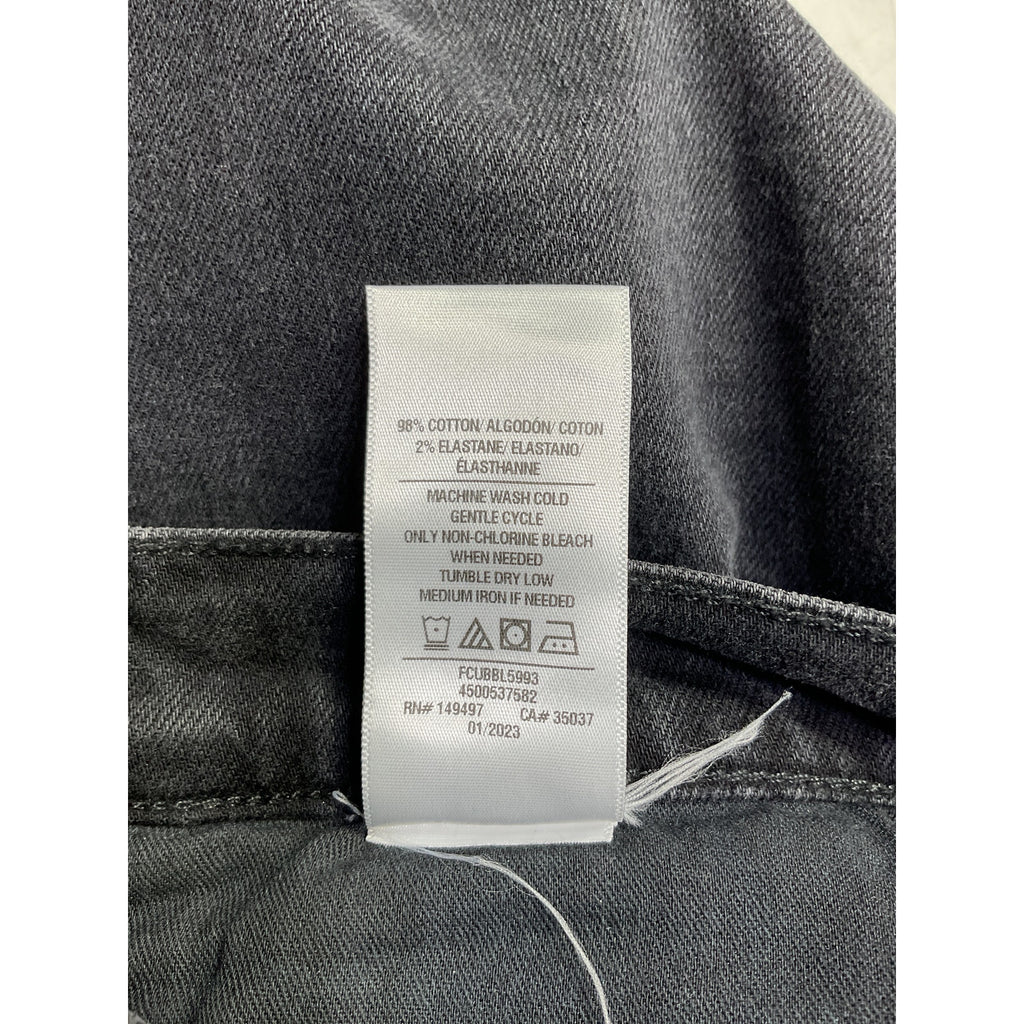 98% COTTON/ ALGODÓN/ COTON
2% ELASTANE/ ELASTANO/
ÉLASTHANNE
MACHINE WASH COLD
GENTLE CYCLE
ONLY NON-CHLORINE BLEACH
WHEN NEEDED
TUMBLE DRY LOW
MEDIUM IRON IF NEEDED
FCUBBL5993
4500537582
RN# 149497 CA# 35037
01/2023